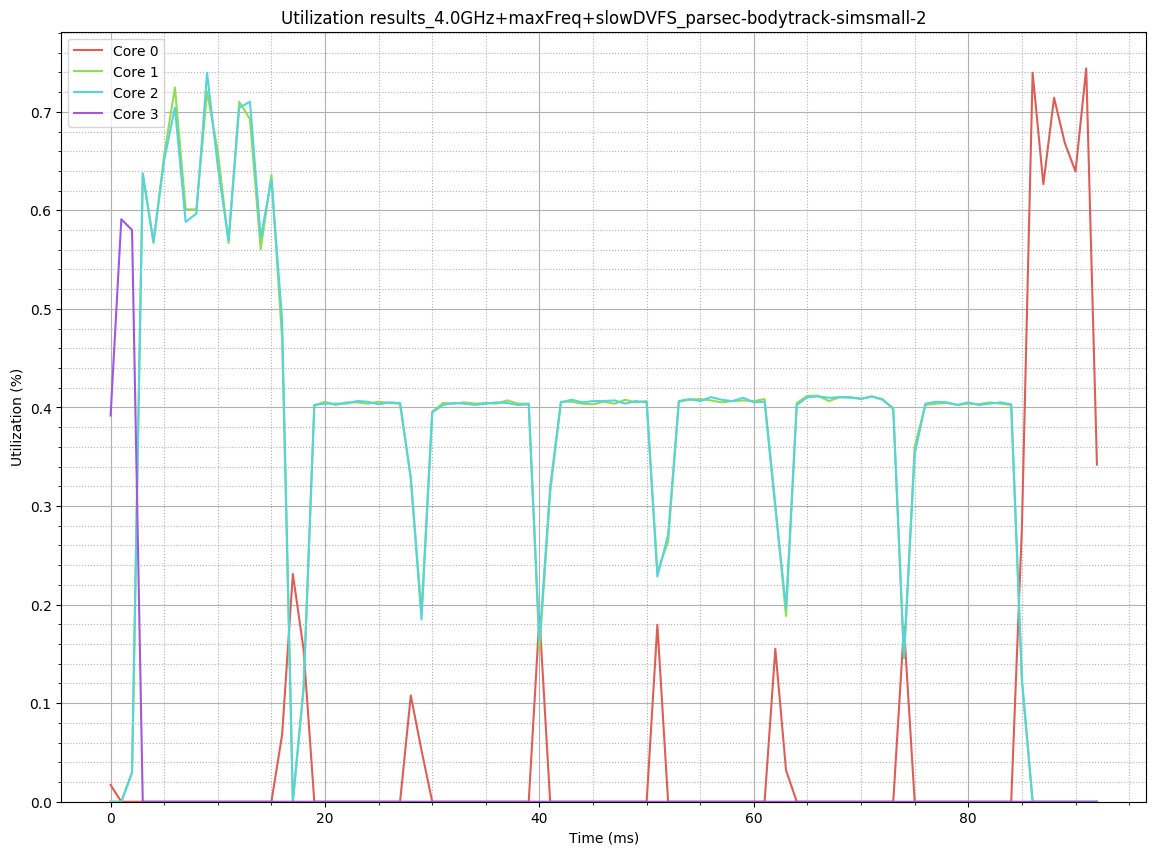 Utilization results_4.0GHz+maxFreq+slowDVFS_parsec-bodytrack-simsmall-2
Core 0
Core 1
Core 2
Core 3
Utilization (%)
0.7
0.6
0.5
0.4
0.3
0.2
0.1
0.0
0 20 40 60 80
Time (ms)